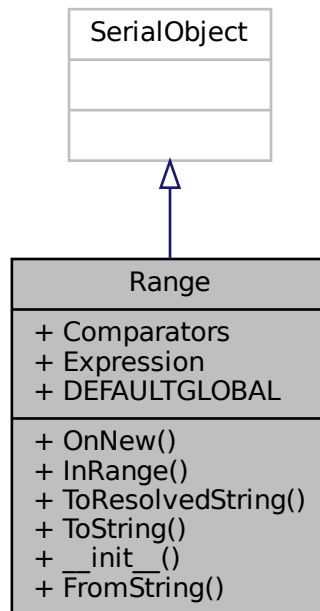 SerialObject
Range
+ Comparators
+ Expression
+ DEFAULTGLOBAL
+ OnNew()
+ InRange()
+ ToResolvedString()
+ ToString()
+ __init__()
+ FromString()